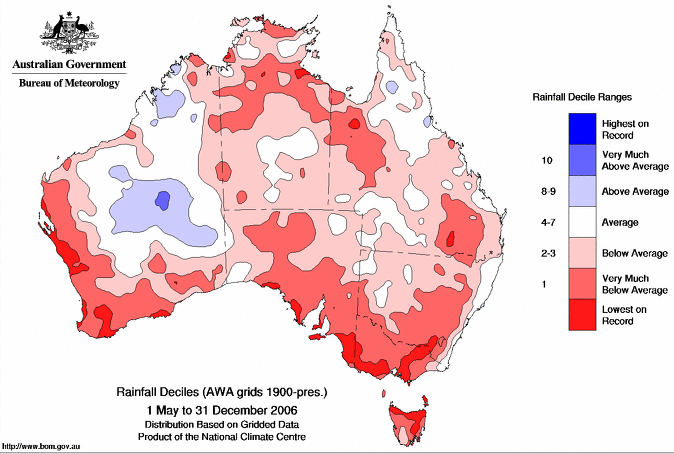 Australian Government
Bureau of Meteorology
Rainfall Decile Ranges
Highest on
Record
10
Very Much
Above Average
8-9
Above Average
4-7
Average
2-3
Below Average
1
Very Much
Below Average
Lowest on
Record
Rainfall Deciles (AWA grids 1900-pres.)
1 May to 31 December 2006
Distribution Based on Gridded Data
Product of the National Climate Centre
http://www.bom.gov.au